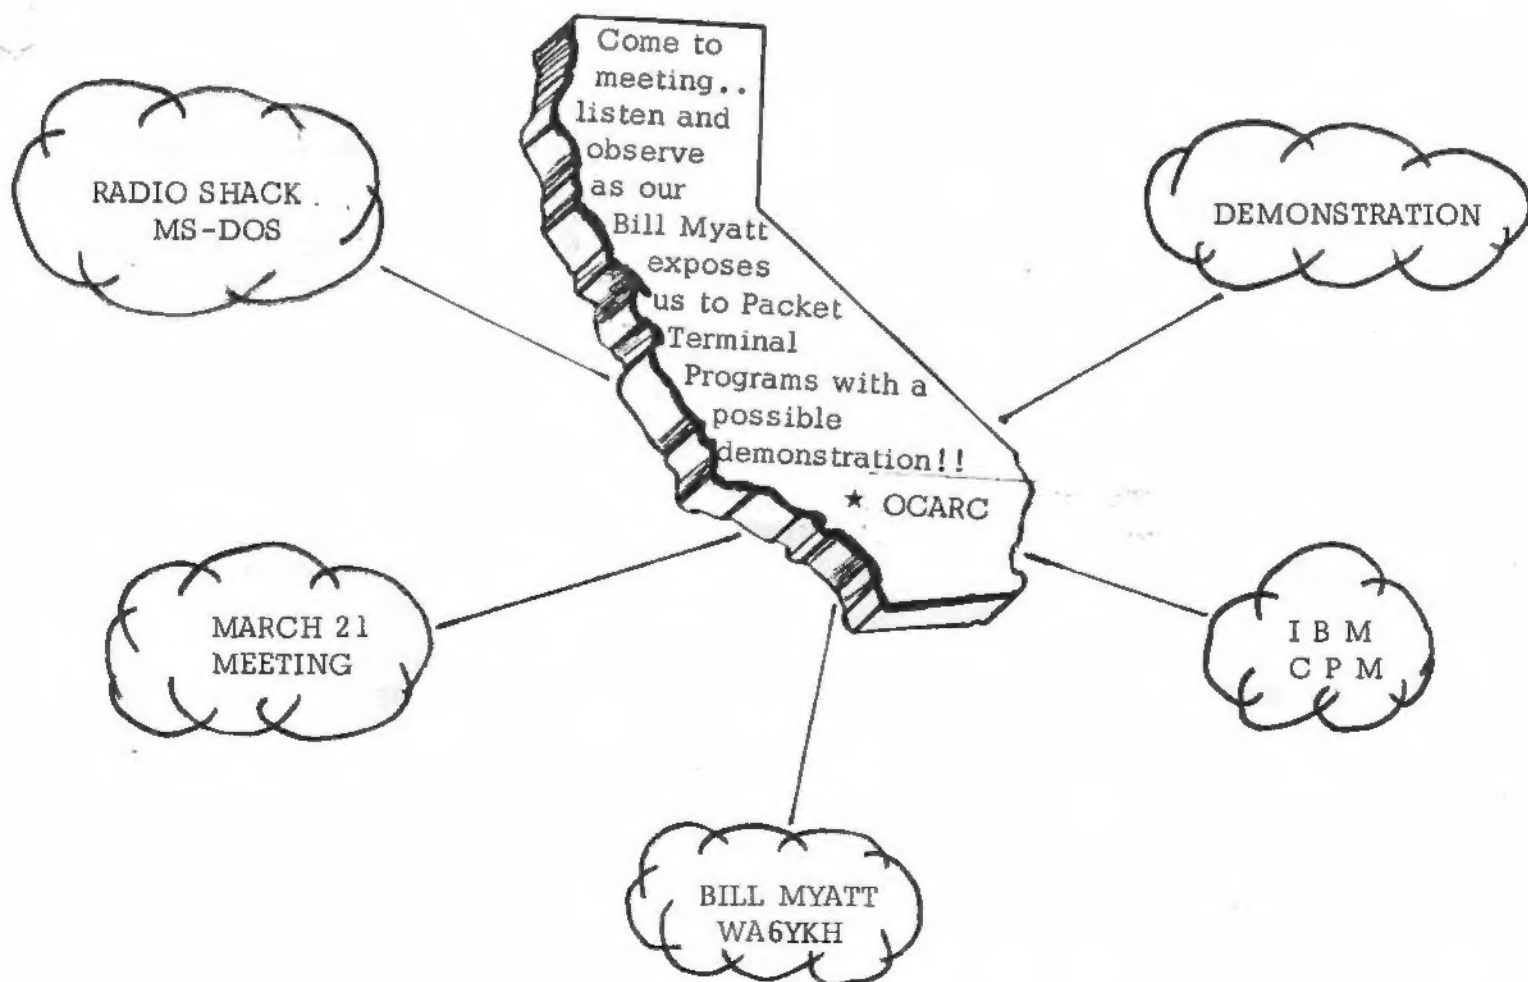 Come to
meeting..
listen and
observe
as our
Bill Myatt
exposes
us to Packet
Terminal
Programs with a
possible
demonstration!!
★ OCARC
RADIO SHACK
MS-DOS
DEMONSTRATION
MARCH 21
MEETING
I B M
C P M
BILL MYATT
WA6YKH